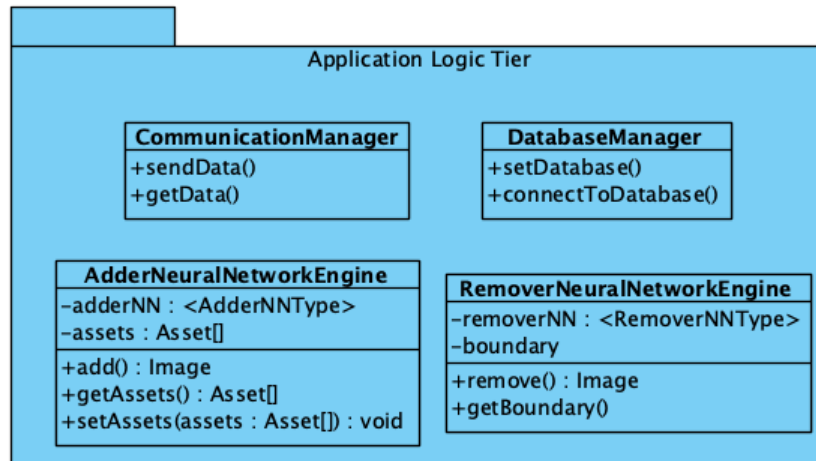 Application Logic Tier
CommunicationManager
+sendData()
+getData()
DatabaseManager
+setDatabase()
+connectToDatabase()
AdderNeuralNetworkEngine
-adderNN : <AdderNNType>
-assets : Asset[]
+add() : Image
+getAssets() : Asset[]
+setAssets(assets : Asset[]) : void
RemoverNeuralNetworkEngine
-removerNN : <RemoverNNType>
-boundary
+remove() : Image
+getBoundary()